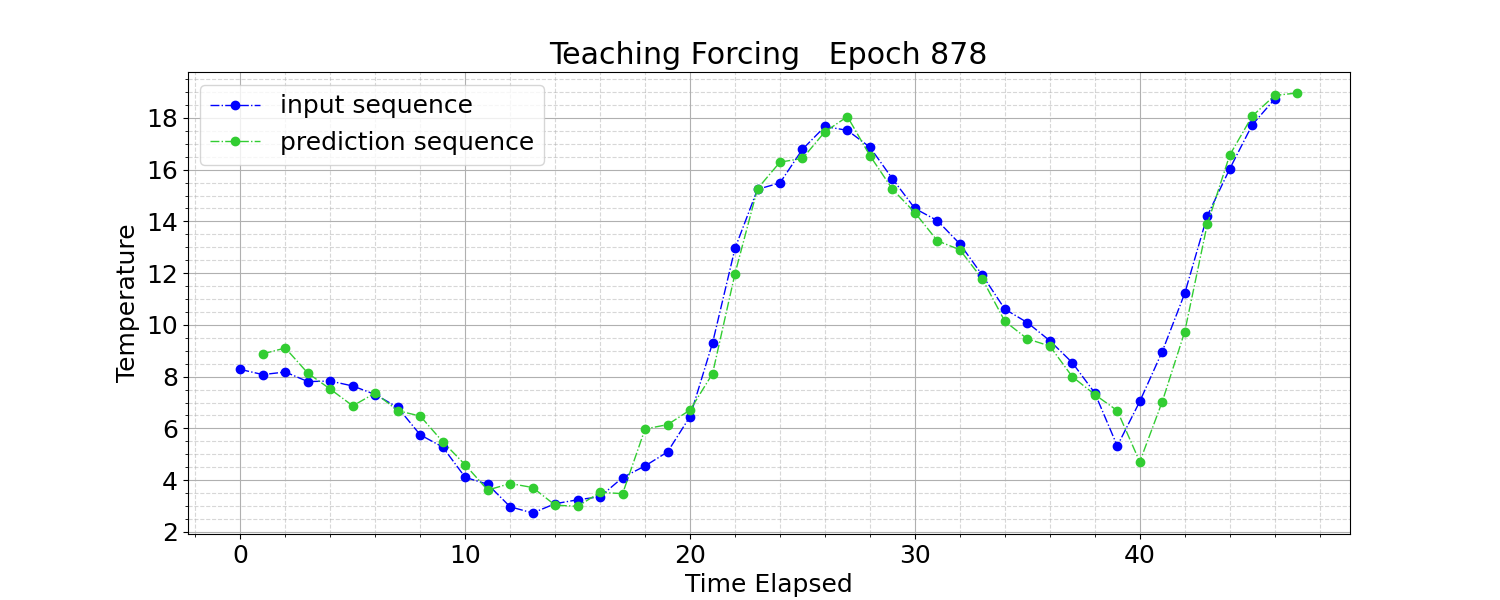 Teaching Forcing   Epoch 878
input sequence
prediction sequence
18
16
14
12
10
8
6
4
2
Temperature
0 10 20 30 40
Time Elapsed